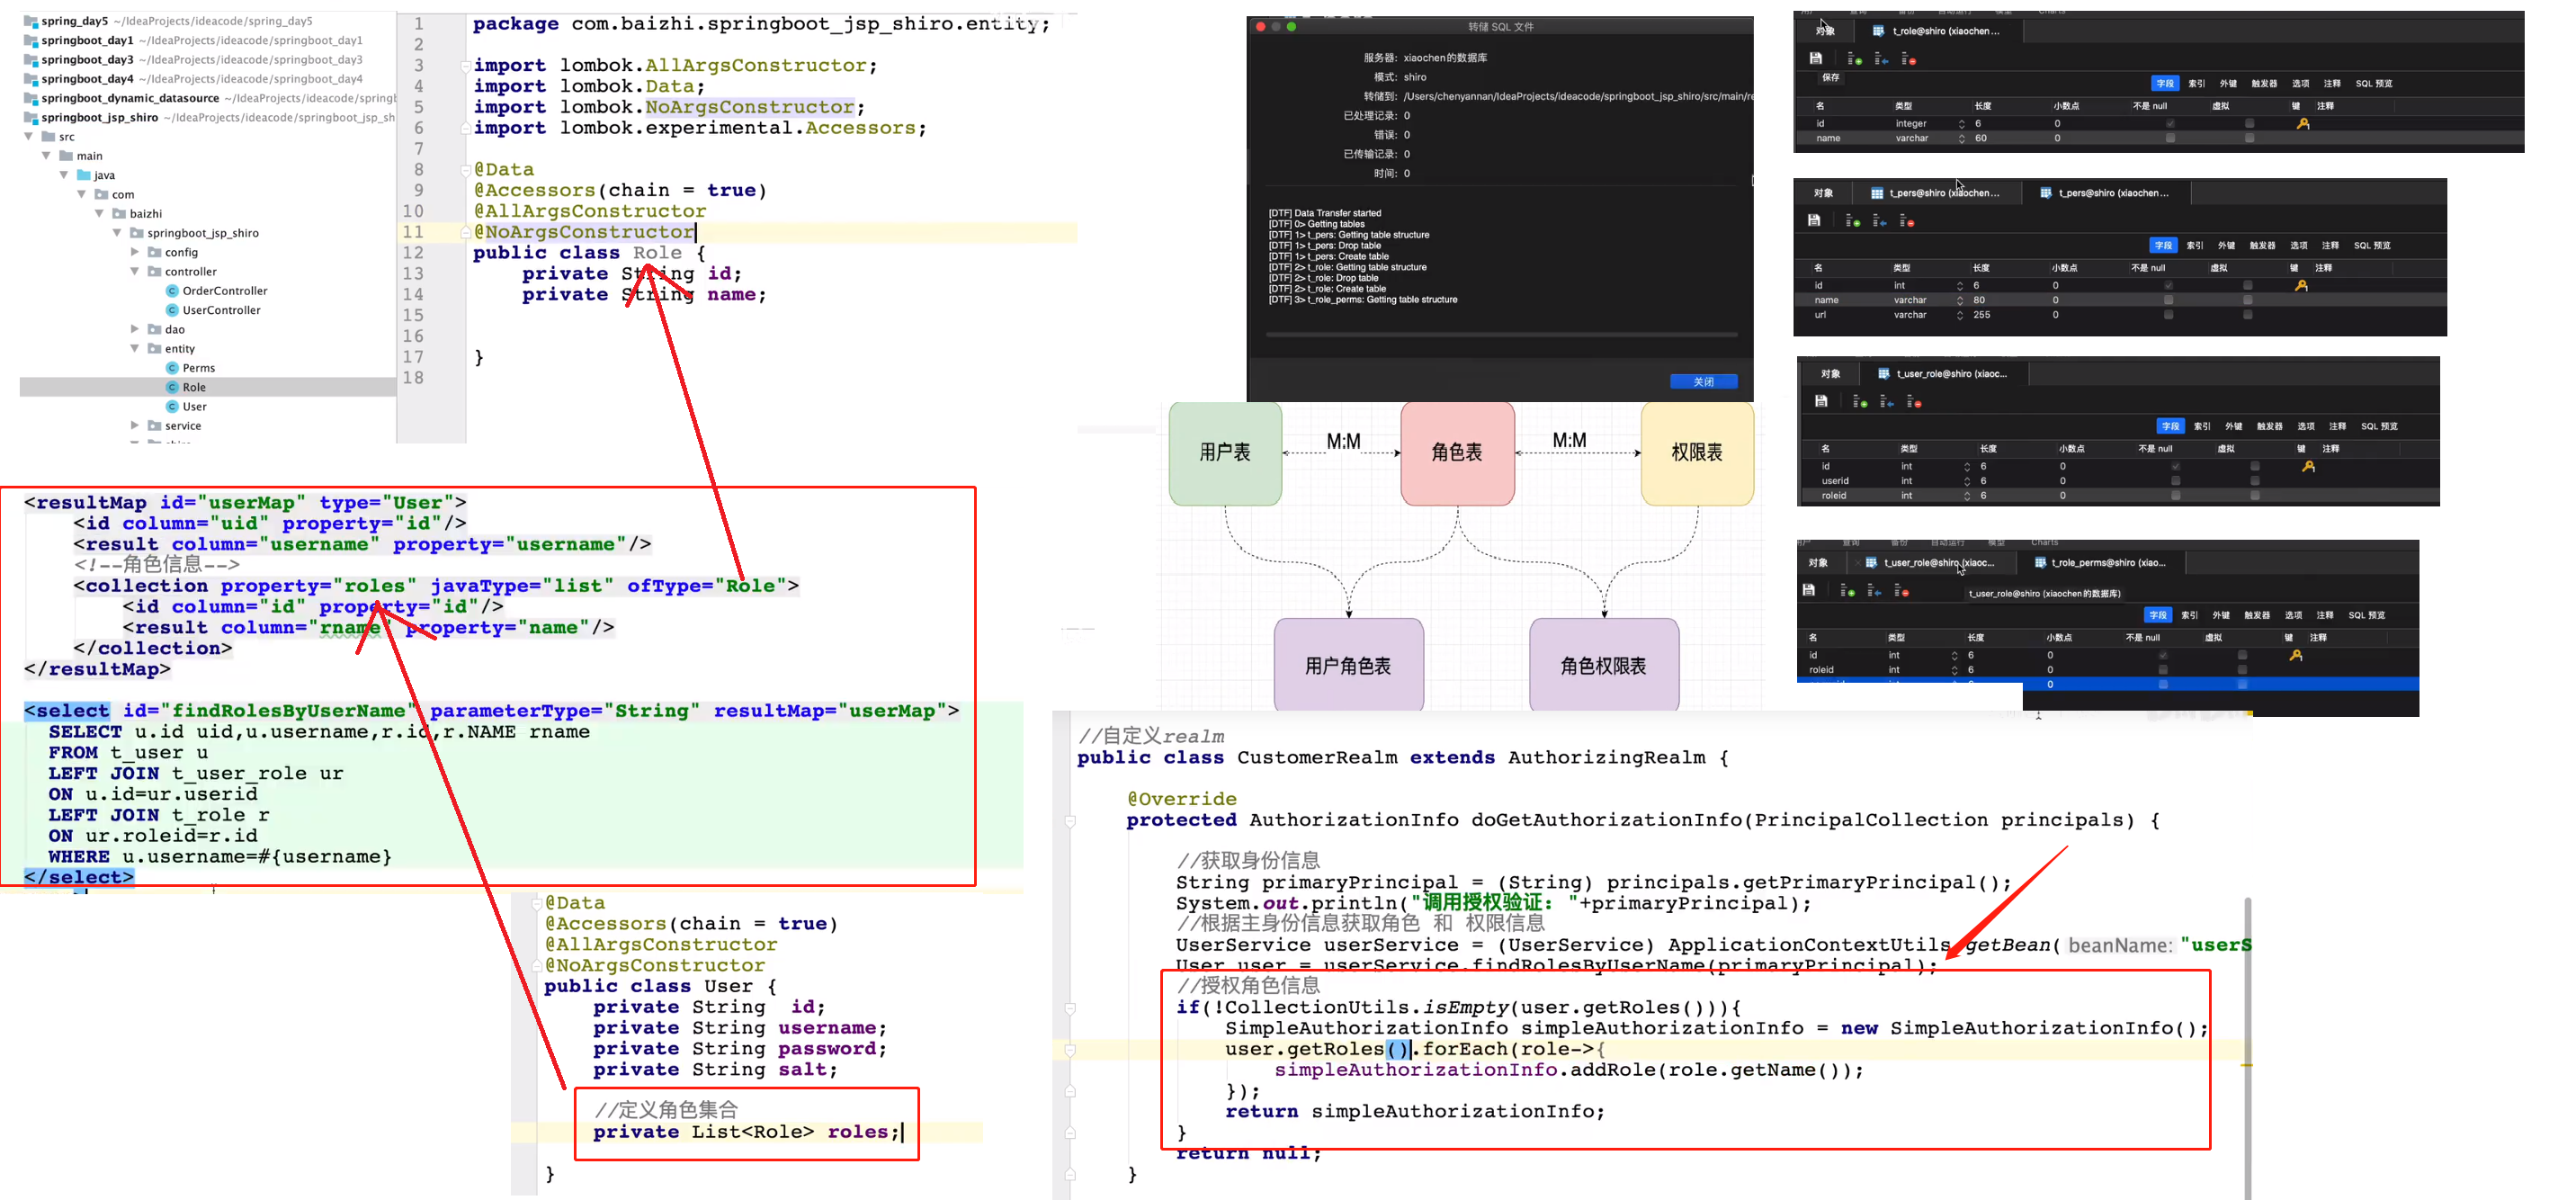 spring_day5 ~/IdeaProjects/ideacode/spring_day5
springboot_day1 ~/IdeaProjects/ideacode/springboot_day1
springboot_day3 ~/IdeaProjects/ideacode/springboot_day3
springboot_day4 ~/IdeaProjects/ideacode/springboot_day4
springboot_dynamic_datasource ~/IdeaProjects/ideacode/springb
springboot_jsp_shiro ~/IdeaProjects/ideacode/springboot_jsp_sh
src
main
java
com
baizhi
springboot_jsp_shiro
config
controller
OrderController
UserController
dao
entity
Perms
Role
User
service
1 package com.baizhi.springboot_jsp_shiro.entity;
2
3 import lombok.AllArgsConstructor;
4 import lombok.Data;
5 import lombok.NoArgsConstructor;
6 import lombok.experimental.Accessors;
7
8 @Data
9 @Accessors(chain = true)
10 @AllArgsConstructor
11 @NoArgsConstructor
12 public class Role {
13 private String id;
14 private String name;
15
16
17 }
18
转储 SQL 文件
服务器: xiaochen的数据库
模式: shiro
转储到: /Users/chenyannan/IdeaProjects/ideacode/springboot_jsp_shiro/src/main/re
已处理记录: 0
错误: 0
已传输记录: 0
时间: 0
[DTF] Data Transfer started
[DTF] 0> Getting tables
[DTF] 1> t_pers: Getting table structure
[DTF] 1> t_pers: Drop table
[DTF] 1> t_pers: Create table
[DTF] 2> t_role: Getting table structure
[DTF] 2> t_role: Drop table
[DTF] 2> t_role: Create table
[DTF] 3> t_role_perms: Getting table structure
关闭
对象 t_role@shiro (xiaochen...
保存
字段 索引 外键 触发器 选项 注释 SQL 预览
名 类型 长度 小数点 不是 null 虚拟 键 注释
id integer 6 0
name varchar 60 0
对象 t_pers@shiro (xiaochen... t_pers@shiro (xiaochen...
字段 索引 外键 触发器 选项 注释 SQL 预览
名 类型 长度 小数点 不是 null 虚拟 键 注释
id int 6 0
name varchar 80 0
url varchar 255 0
对象 t_user_role@shiro (xiaoc...
字段 索引 外键 触发器 选项 注释 SQL 预览
名 类型 长度 小数点 不是 null 虚拟 键 注释
id int 6 0
userid int 6 0
roleid int 6 0
查询 备份 自动运行 模型 Charts
对象 t_user_role@shiro (xiaoc... t_role_perms@shiro (xiao...
t_user_role@shiro (xiaochen的数据库)
字段 索引 外键 触发器 选项 注释 SQL 预览
名 类型 长度 小数点 不是 null 虚拟 键 注释
id int 6 0
roleid int 6 0
0
用户表 M:M 角色表 M:M 权限表
用户角色表 角色权限表
<resultMap id="userMap" type="User">
<id column="uid" property="id"/>
<result column="username" property="username"/>
<!--角色信息-->
<collection property="roles" javaType="list" ofType="Role">
<id column="id" property="id"/>
<result column="rname" property="name"/>
</collection>
</resultMap>
<select id="findRolesByUserName" parameterType="String" resultMap="userMap">
SELECT u.id uid,u.username,r.id,r.NAME rname
FROM t_user u
LEFT JOIN t_user_role ur
ON u.id=ur.userid
LEFT JOIN t_role r
ON ur.roleid=r.id
WHERE u.username=#{username}
</select>
@Data
@Accessors(chain = true)
@AllArgsConstructor
@NoArgsConstructor
public class User {
private String id;
private String username;
private String password;
private String salt;
//定义角色集合
private List<Role> roles;
}
//自定义realm
public class CustomerRealm extends AuthorizingRealm {
@Override
protected AuthorizationInfo doGetAuthorizationInfo(PrincipalCollection principals) {
//获取身份信息
String primaryPrincipal = (String) principals.getPrimaryPrincipal();
System.out.println("调用授权验证: "+primaryPrincipal);
//根据主身份信息获取角色 和 权限信息
UserService userService = (UserService) ApplicationContextUtils.getBean( beanName: "userS
User user = userService.findRolesByUserName(primaryPrincipal);
//授权角色信息
if(!CollectionUtils.isEmpty(user.getRoles())){
SimpleAuthorizationInfo simpleAuthorizationInfo = new SimpleAuthorizationInfo();
user.getRoles().forEach(role->{
simpleAuthorizationInfo.addRole(role.getName());
});
return simpleAuthorizationInfo;
}
return null;
}